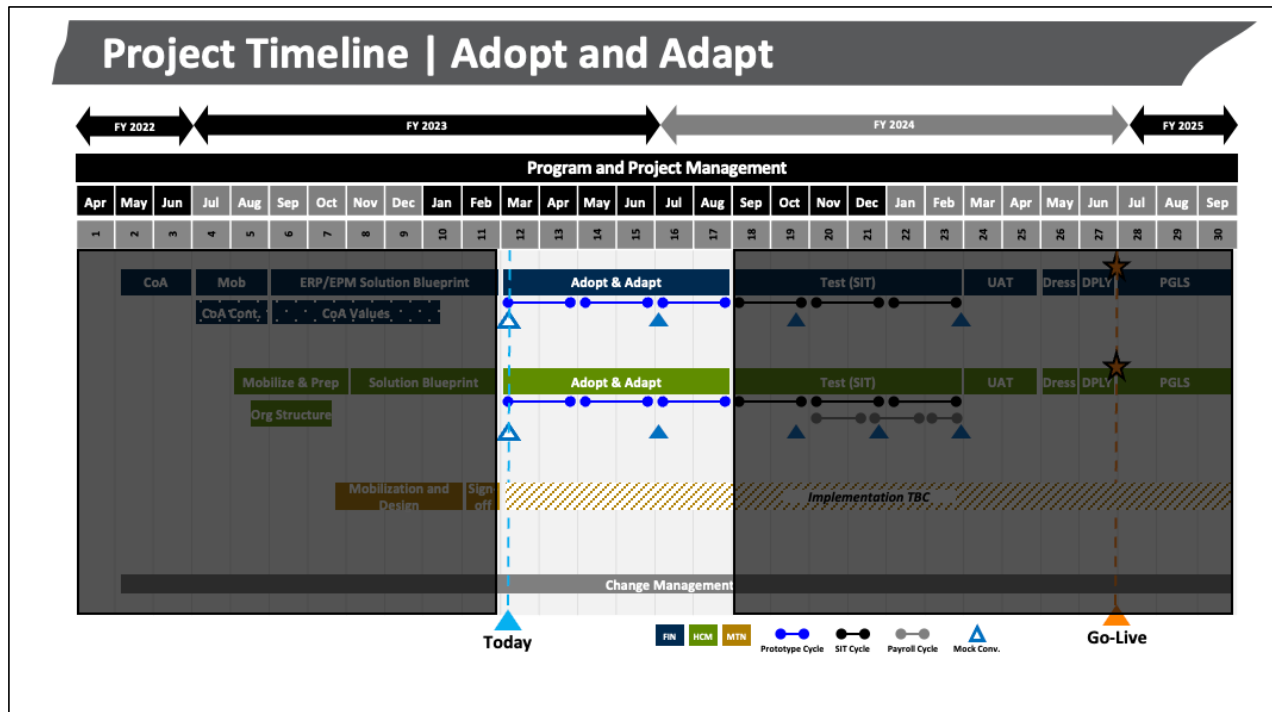 Project Timeline | Adopt and Adapt
FY 2022 FY 2023 FY 2024 FY 2025
Program and Project Management
Apr May Jun Jul Aug Sep Oct Nov Dec Jan Feb Mar Apr May Jun Jul Aug Sep Oct Nov Dec Jan Feb Mar Apr May Jun Jul Aug Sep
1 2 3 4 5 6 7 8 9 10 11 12 13 14 15 16 17 18 19 20 21 22 23 24 25 26 27 28 29 30
CoA Mob ERP/EPM Solution Blueprint Adopt & Adapt Test (SIT) UAT Dress DPLY PGLS
CoA Cont. CoA Values
Mobilize & Prep Solution Blueprint Adopt & Adapt Test (SIT) UAT Dress DPLY PGLS
Org Structure
Mobilization and Sign-
Design off
Implementation TBC
Change Management
Today
FIN HCM MTN Prototype Cycle SIT Cycle Payroll Cycle Mock Conv.
Go-Live